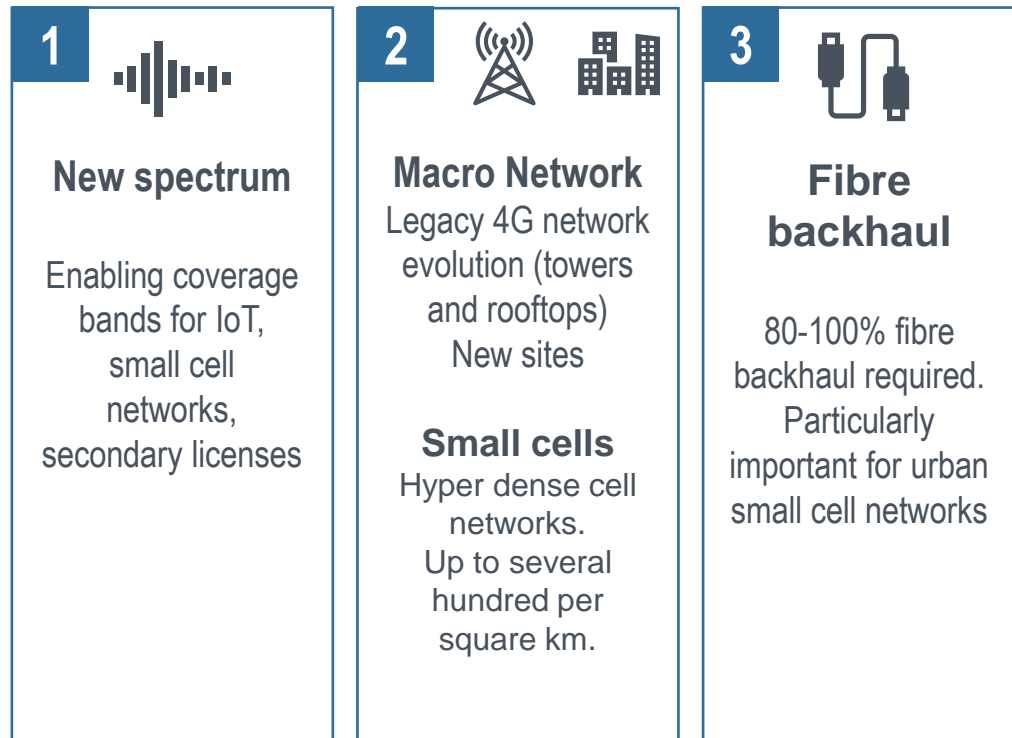 1
New spectrum
Enabling coverage
bands for IoT,
small cell
networks,
secondary licenses
2
Macro Network
Legacy 4G network
evolution (towers
and rooftops)
New sites
Small cells
Hyper dense cell
networks.
Up to several
hundred per
square km.
3
Fibre
backhaul
80-100% fibre
backhaul required.
Particularly
important for urban
small cell networks